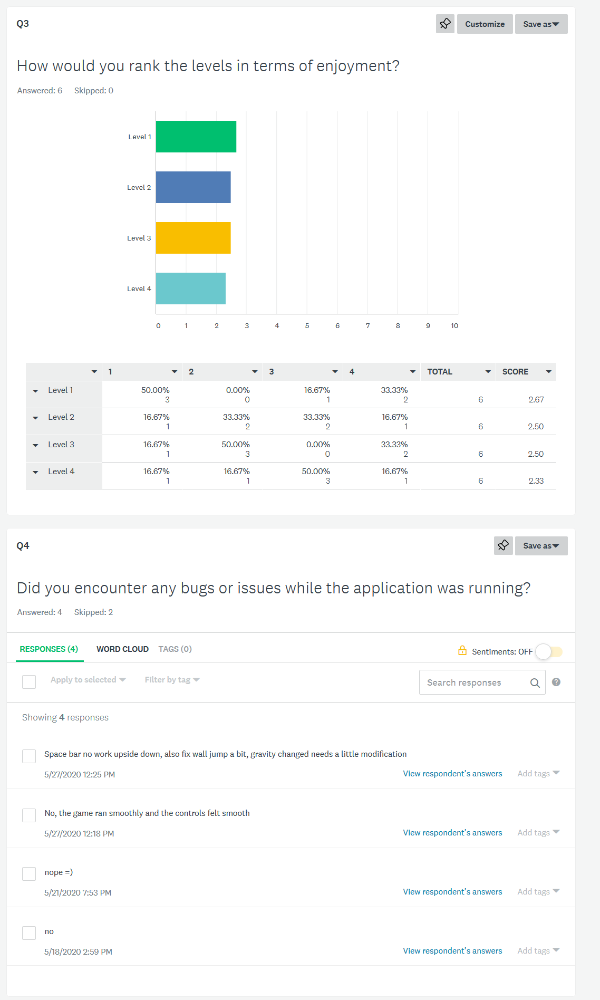 Q3
Customize
Save as
How would you rank the levels in terms of enjoyment?
Answered: 6 Skipped: 0
Level 1
Level 2
Level 3
Level 4
0 1 2 3 4 5 6 7 8 9 10
1 2 3 4 TOTAL SCORE
Level 1 50.00% 0.00% 16.67% 33.33%
3 0 1 2 6 2.67
Level 2 16.67% 33.33% 33.33% 16.67%
1 2 2 1 6 2.50
Level 3 16.67% 50.00% 0.00% 33.33%
1 3 0 2 6 2.50
Level 4 16.67% 16.67% 50.00% 16.67%
1 1 3 1 6 2.33
Q4
Save as
Did you encounter any bugs or issues while the application was running?
Answered: 4 Skipped: 2
RESPONSES (4) WORD CLOUD TAGS (0)
Sentiments: OFF
Apply to selected Filter by tag
Search responses
?
Showing 4 responses
Space bar no work upside down, also fix wall jump a bit, gravity changed needs a little modification
5/27/2020 12:25 PM View respondent's answers Add tags
No, the game ran smoothly and the controls felt smooth
5/27/2020 12:18 PM View respondent's answers Add tags
nope =)
5/21/2020 7:53 PM View respondent's answers Add tags
no
5/18/2020 2:59 PM View respondent's answers Add tags